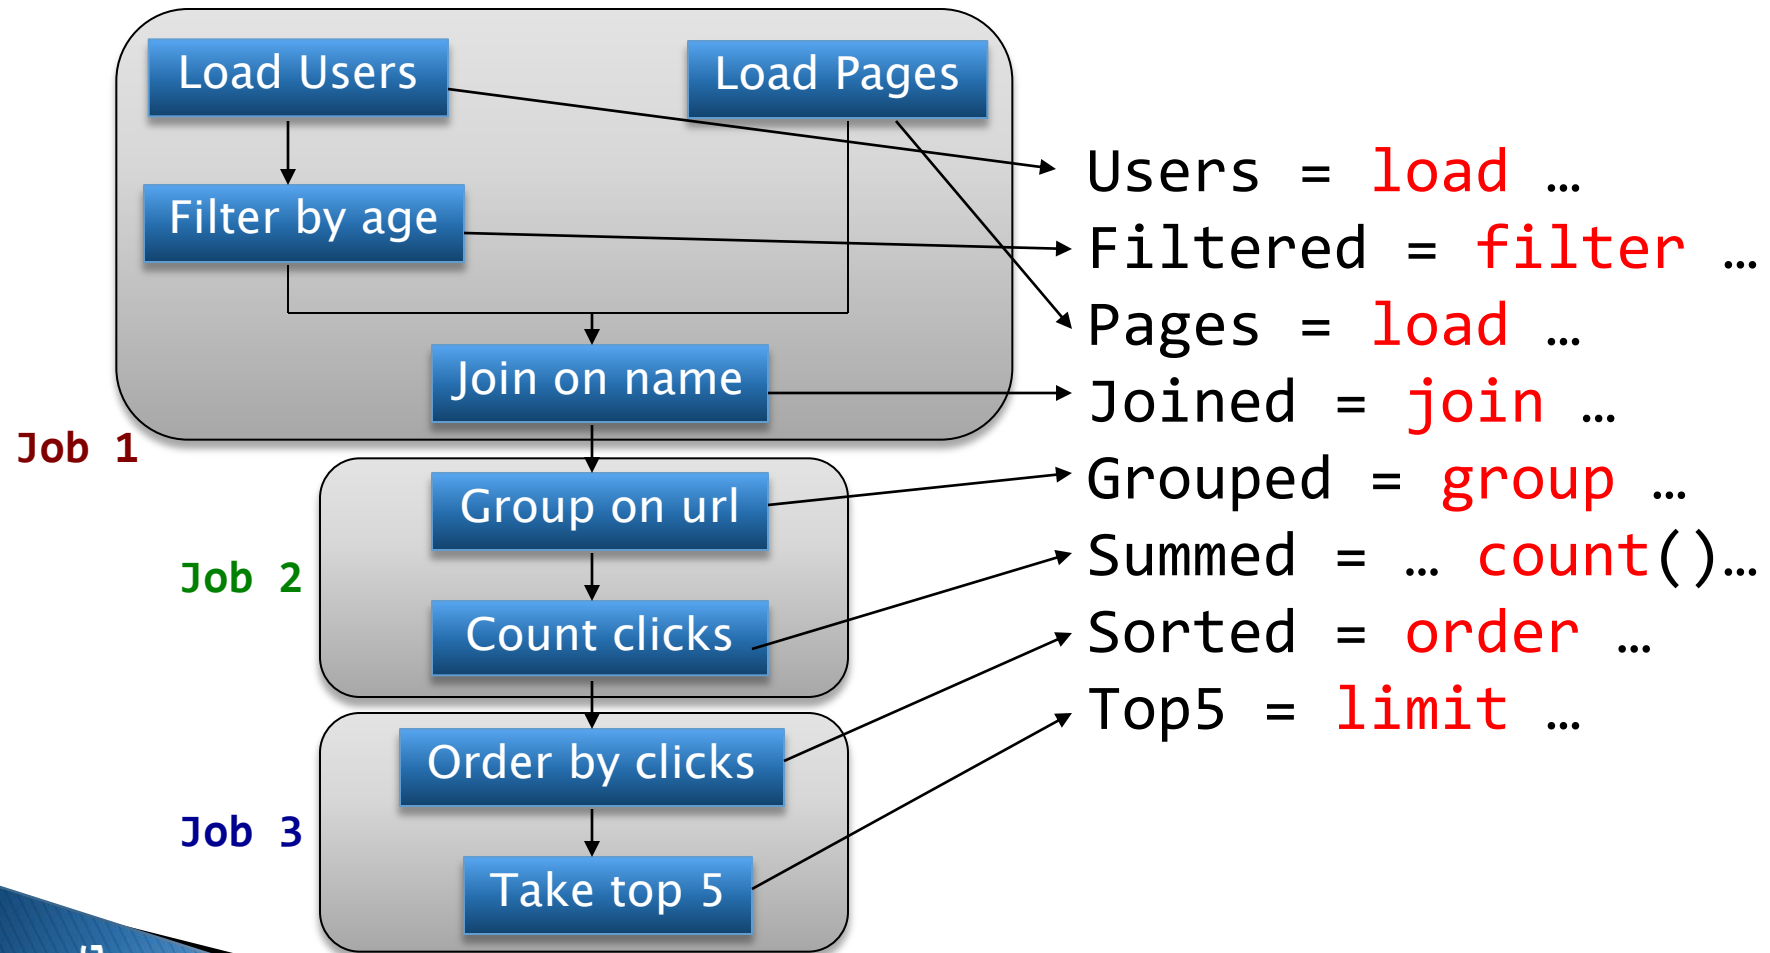 Load Users
Load Pages
Filter by age
Join on name
Job 1
Group on url
Job 2
Count clicks
Order by clicks
Job 3
Take top 5
Users = load …
Filtered = filter …
Pages = load …
Joined = join …
Grouped = group …
Summed = … count()…
Sorted = order …
Top5 = limit …